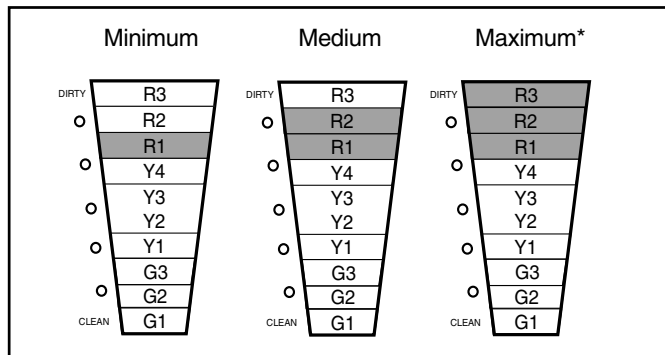 Minimum
DIRTY
R3
R2
R1
Y4
Y3
Y2
Y1
G3
G2
G1
CLEAN
Medium
DIRTY
R3
R2
R1
Y4
Y3
Y2
Y1
G3
G2
G1
CLEAN
Maximum*
DIRTY
R3
R2
R1
Y4
Y3
Y2
Y1
G3
G2
G1
CLEAN